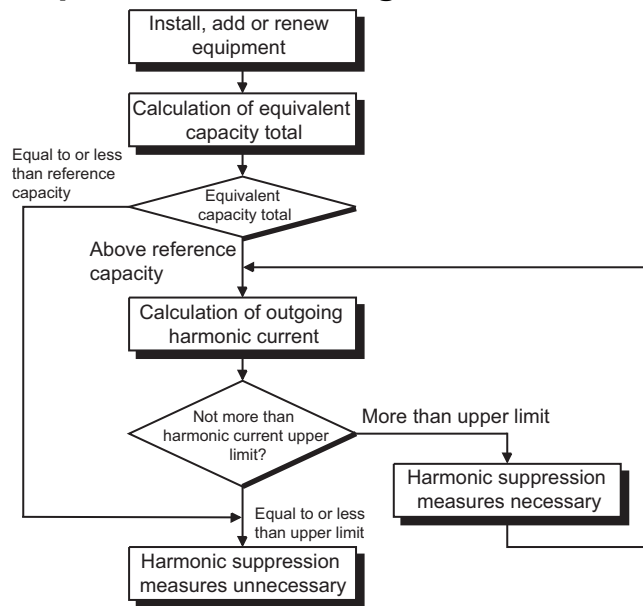 Install, add or renew
equipment
Calculation of equivalent
capacity total
Equal to or less
than reference
capacity
Equivalent
capacity total
Above reference
capacity
Calculation of outgoing
harmonic current
Not more than
harmonic current upper
limit?
More than upper limit
Harmonic suppression
measures necessary
Equal to or less
than upper limit
Harmonic suppression
measures unnecessary